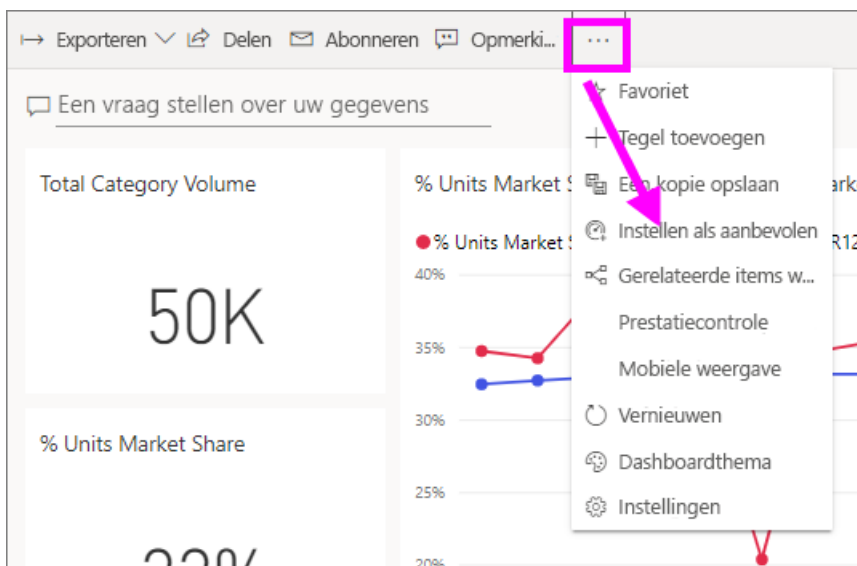 Exporteren Delen Abonneren Opmerki... ...
Een vraag stellen over uw gegevens
Total Category Volume
50K
% Units Market Share
% Units Market
% Units Market
R12
40%
35%
30%
25%
20%
Favoriet
Tegel toevoegen
Een kopie opslaan
Instellen als aanbevolen
Gerelateerde items w...
Prestatiecontrole
Mobiele weergave
Vernieuwen
Dashboardthema
Instellingen